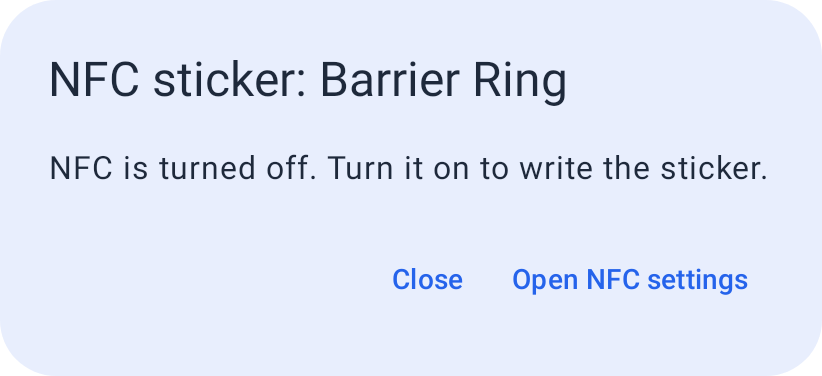 NFC sticker: Barrier Ring
NFC is turned off. Turn it on to write the sticker.
Close Open NFC settings